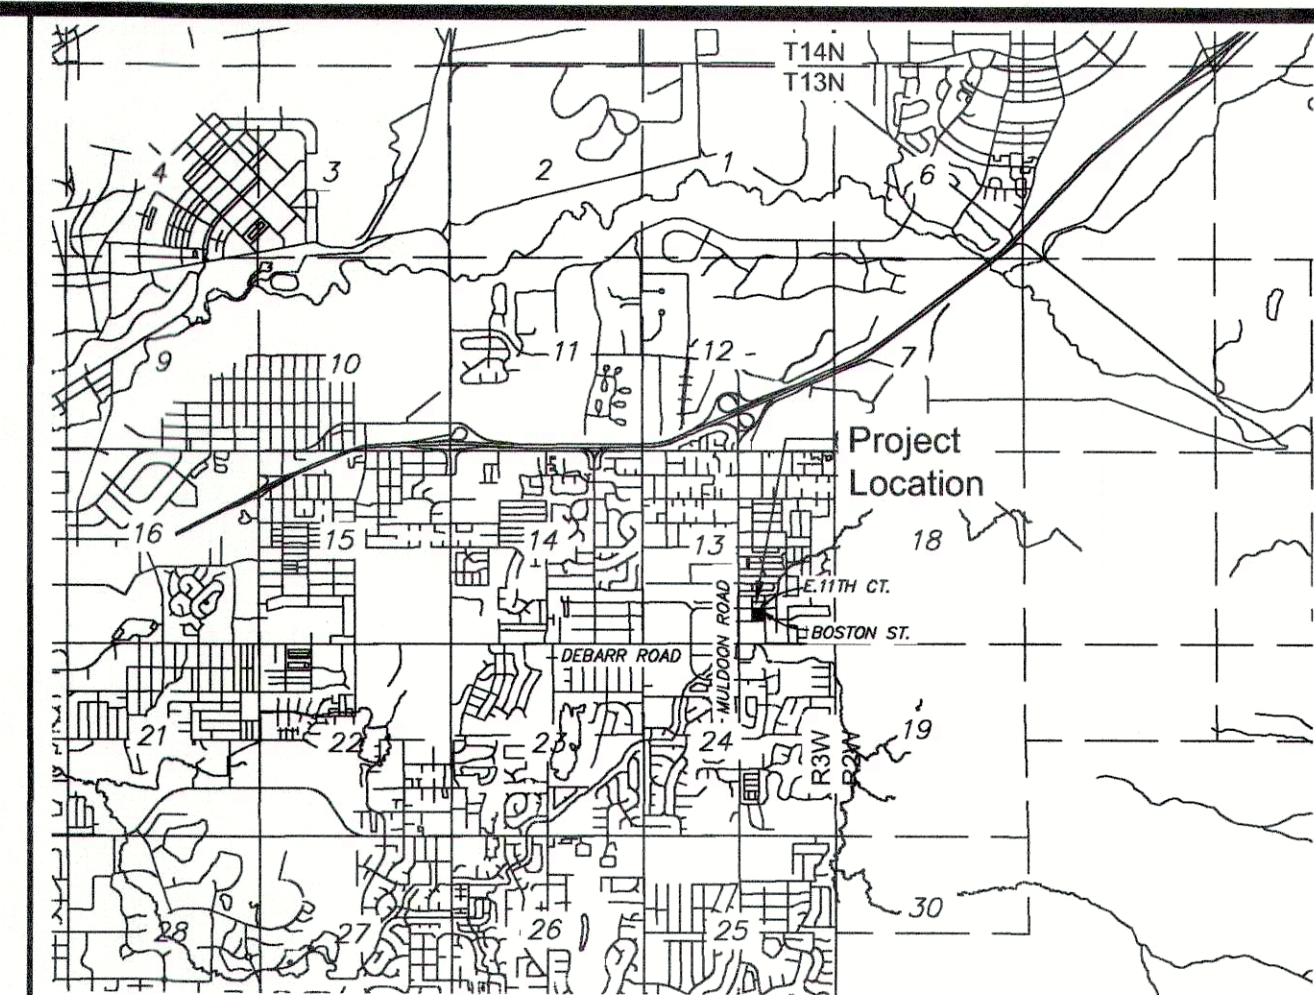 T14N
T13N
4
3
2
1
6
9
10
11
12
7
Project
Location
16
15
14
13
18
E.11TH CT.
BOSTON ST.
MULDOON ROAD
DEBARR ROAD
21
22
23
24
19
R3W
R2W
28
27
26
25
30